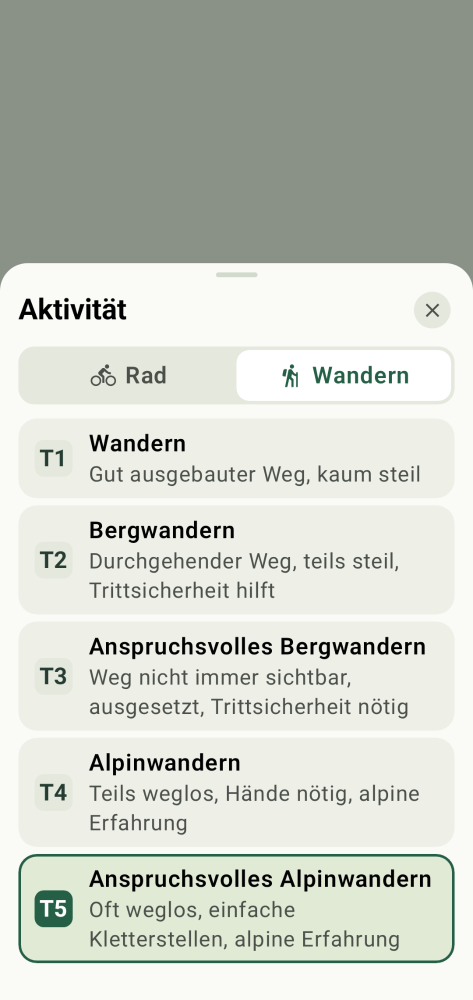 Aktivität
Rad
Wandern
T1
Wandern
Gut ausgebauter Weg, kaum steil
T2
Bergwandern
Durchgehender Weg, teils steil,
Trittsicherheit hilft
T3
Anspruchsvolles Bergwandern
Weg nicht immer sichtbar,
ausgesetzt, Trittsicherheit nötig
T4
Alpinwandern
Teils weglos, Hände nötig, alpine
Erfahrung
T5
Anspruchsvolles Alpinwandern
Oft weglos, einfache
Kletterstellen, alpine Erfahrung